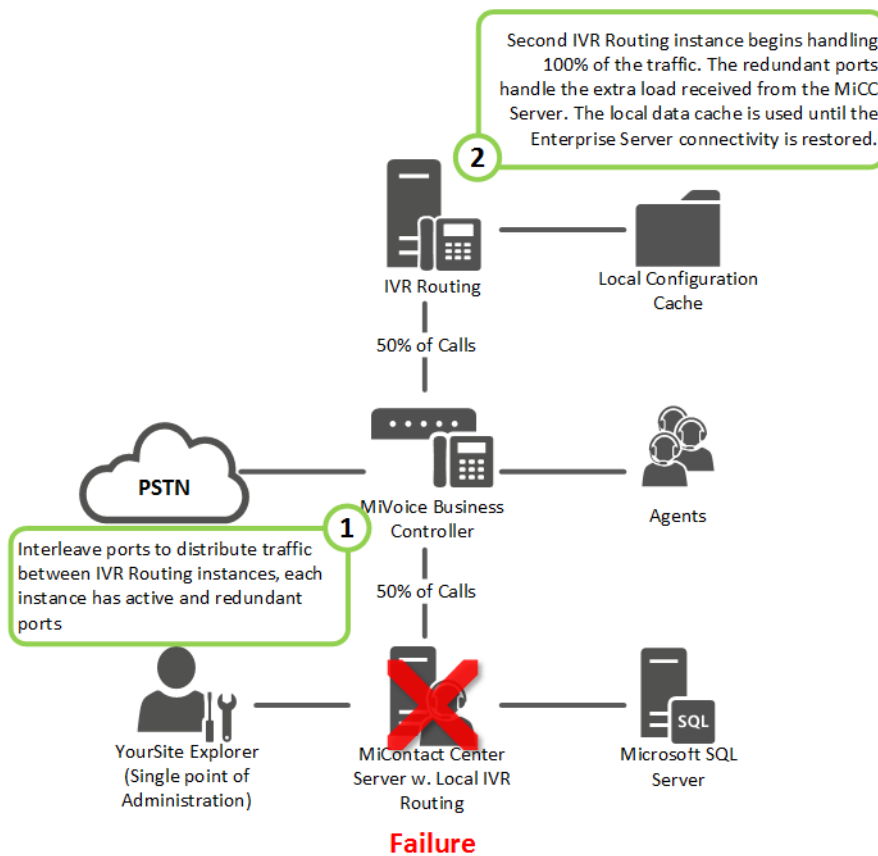 Second IVR Routing instance begins handling
100% of the traffic. The redundant ports
handle the extra load received from the MiCC
Server. The local data cache is used until the
Enterprise Server connectivity is restored.
2
IVR Routing
Local Configuration
Cache
50% of Calls
PSTN
MiVoice Business
Controller
Agents
1
Interleave ports to distribute traffic
between IVR Routing instances, each
instance has active and redundant
ports
50% of Calls
SQL
YourSite Explorer
(Single point of
Administration)
MiContact Center
Server w. Local IVR
Routing
Microsoft SQL
Server
Failure